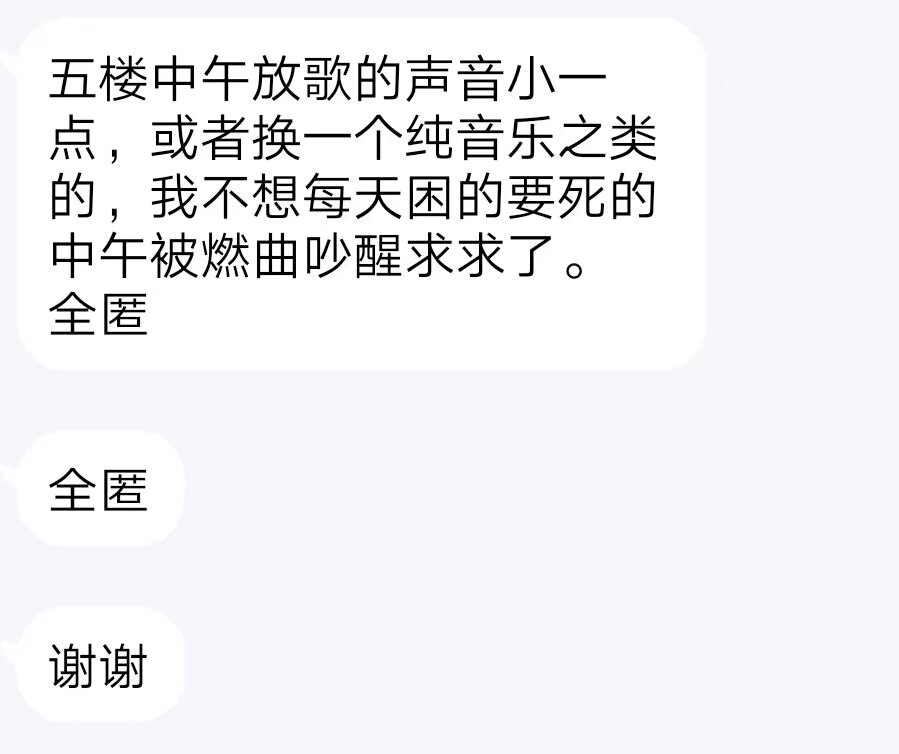 五楼中午放歌的声音小一
点，或者换一个纯音乐之类
的，我不想每天困的要死的
中午被燃曲吵醒求求了。
全匿
全匿
谢谢